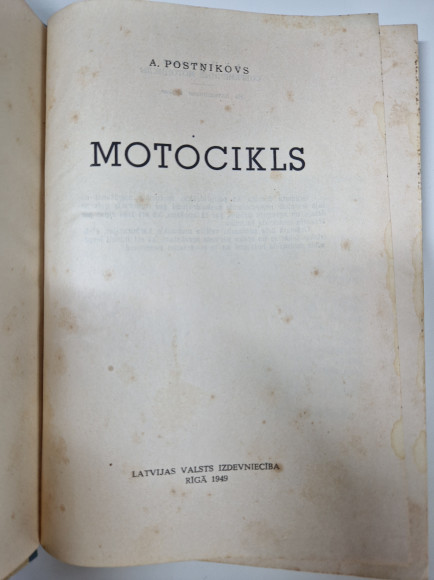 A. POSTŅIKOVS
MOTOCIKLS
LATVIJAS VALSTS IZDEVNIECĪBA
RĪGĀ 1949